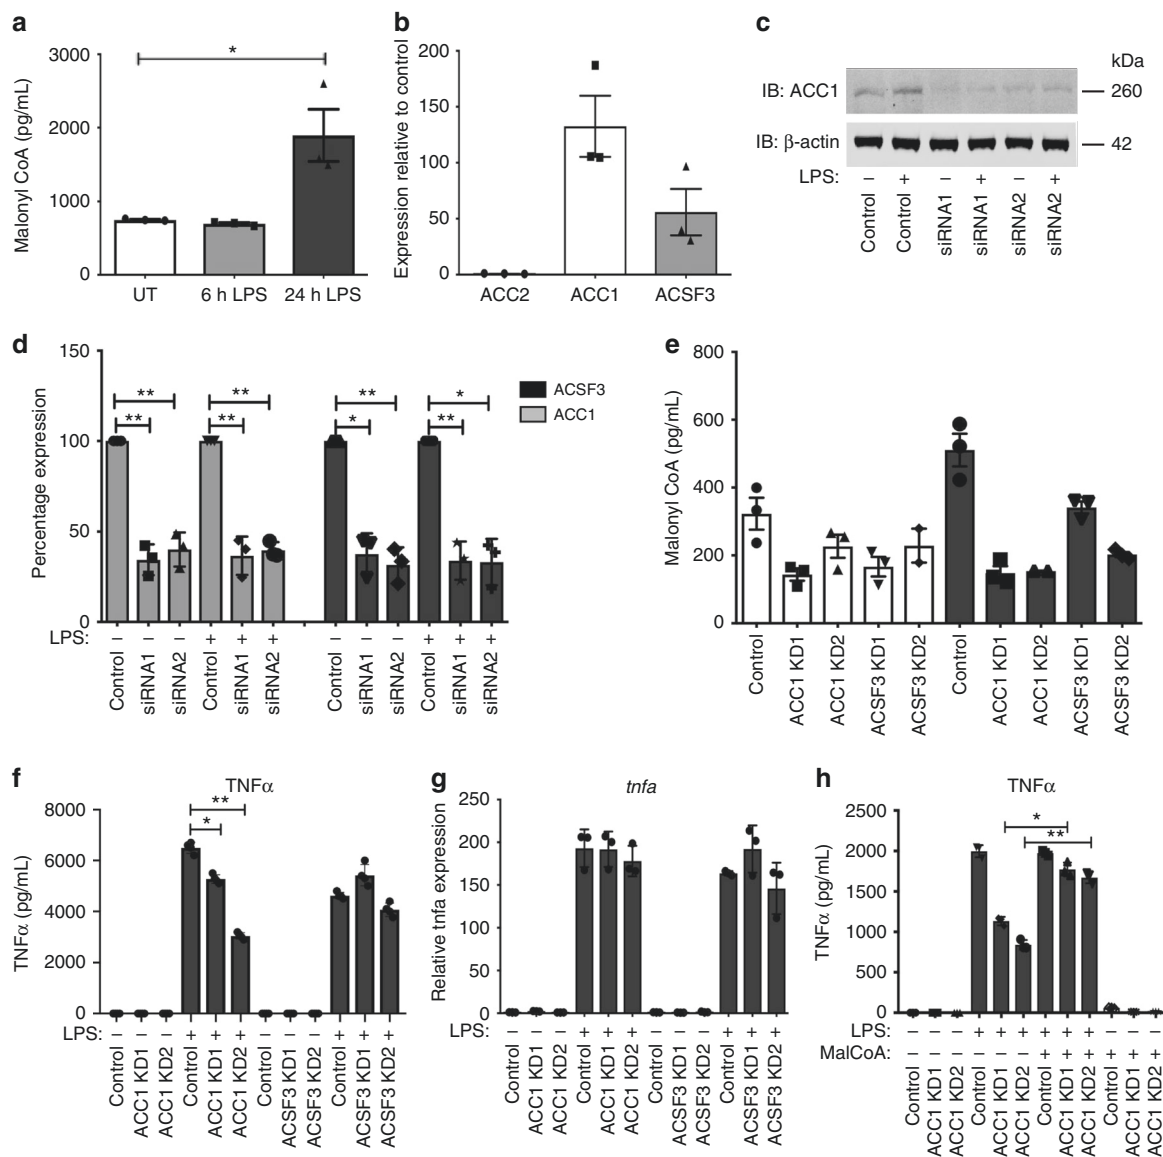 a
Malonyl CoA (pg/mL)
3000
2000
1000
0
*
UT
6 h LPS
24 h LPS
b
Expression relative to control
200
150
100
50
0
ACC2
ACC1
ACSF3
c
kDa
IB: ACC1
260
IB: β-actin
42
LPS: – + – + – +
Control
Control
siRNA1
siRNA1
siRNA2
siRNA2
d
Percentage expression
150
100
50
0
** ** ** *
** ** * **
ACSF3
ACC1
LPS: – – – + + + – – – + + +
Control
siRNA1
siRNA2
Control
siRNA1
siRNA2
Control
siRNA1
siRNA2
Control
siRNA1
siRNA2
e
Malonyl CoA (pg/mL)
800
600
400
200
0
Control
ACC1 KD1
ACC1 KD2
ACSF3 KD1
ACSF3 KD2
Control
ACC1 KD1
ACC1 KD2
ACSF3 KD1
ACSF3 KD2
f
TNFα
TNFα (pg/mL)
8000
6000
4000
2000
0
**
*
LPS: – – – + + + – – – + + +
Control
ACC1 KD1
ACC1 KD2
Control
ACC1 KD1
ACC1 KD2
Control
ACSF3 KD1
ACSF3 KD2
Control
ACSF3 KD1
ACSF3 KD2
g
tnfa
Relative tnfa expression
250
200
150
100
50
0
LPS: – – – + + + – – – + + +
Control
ACC1 KD1
ACC1 KD2
Control
ACC1 KD1
ACC1 KD2
Control
ACSF3 KD1
ACSF3 KD2
Control
ACSF3 KD1
ACSF3 KD2
h
TNFα
TNFα (pg/mL)
2500
2000
1500
1000
500
0
*
**
LPS: – – – + + + + + + – – –
MalCoA: – – – – – – + + + + + +
Control
ACC1 KD1
ACC1 KD2
Control
ACC1 KD1
ACC1 KD2
Control
ACC1 KD1
ACC1 KD2
Control
ACC1 KD1
ACC1 KD2